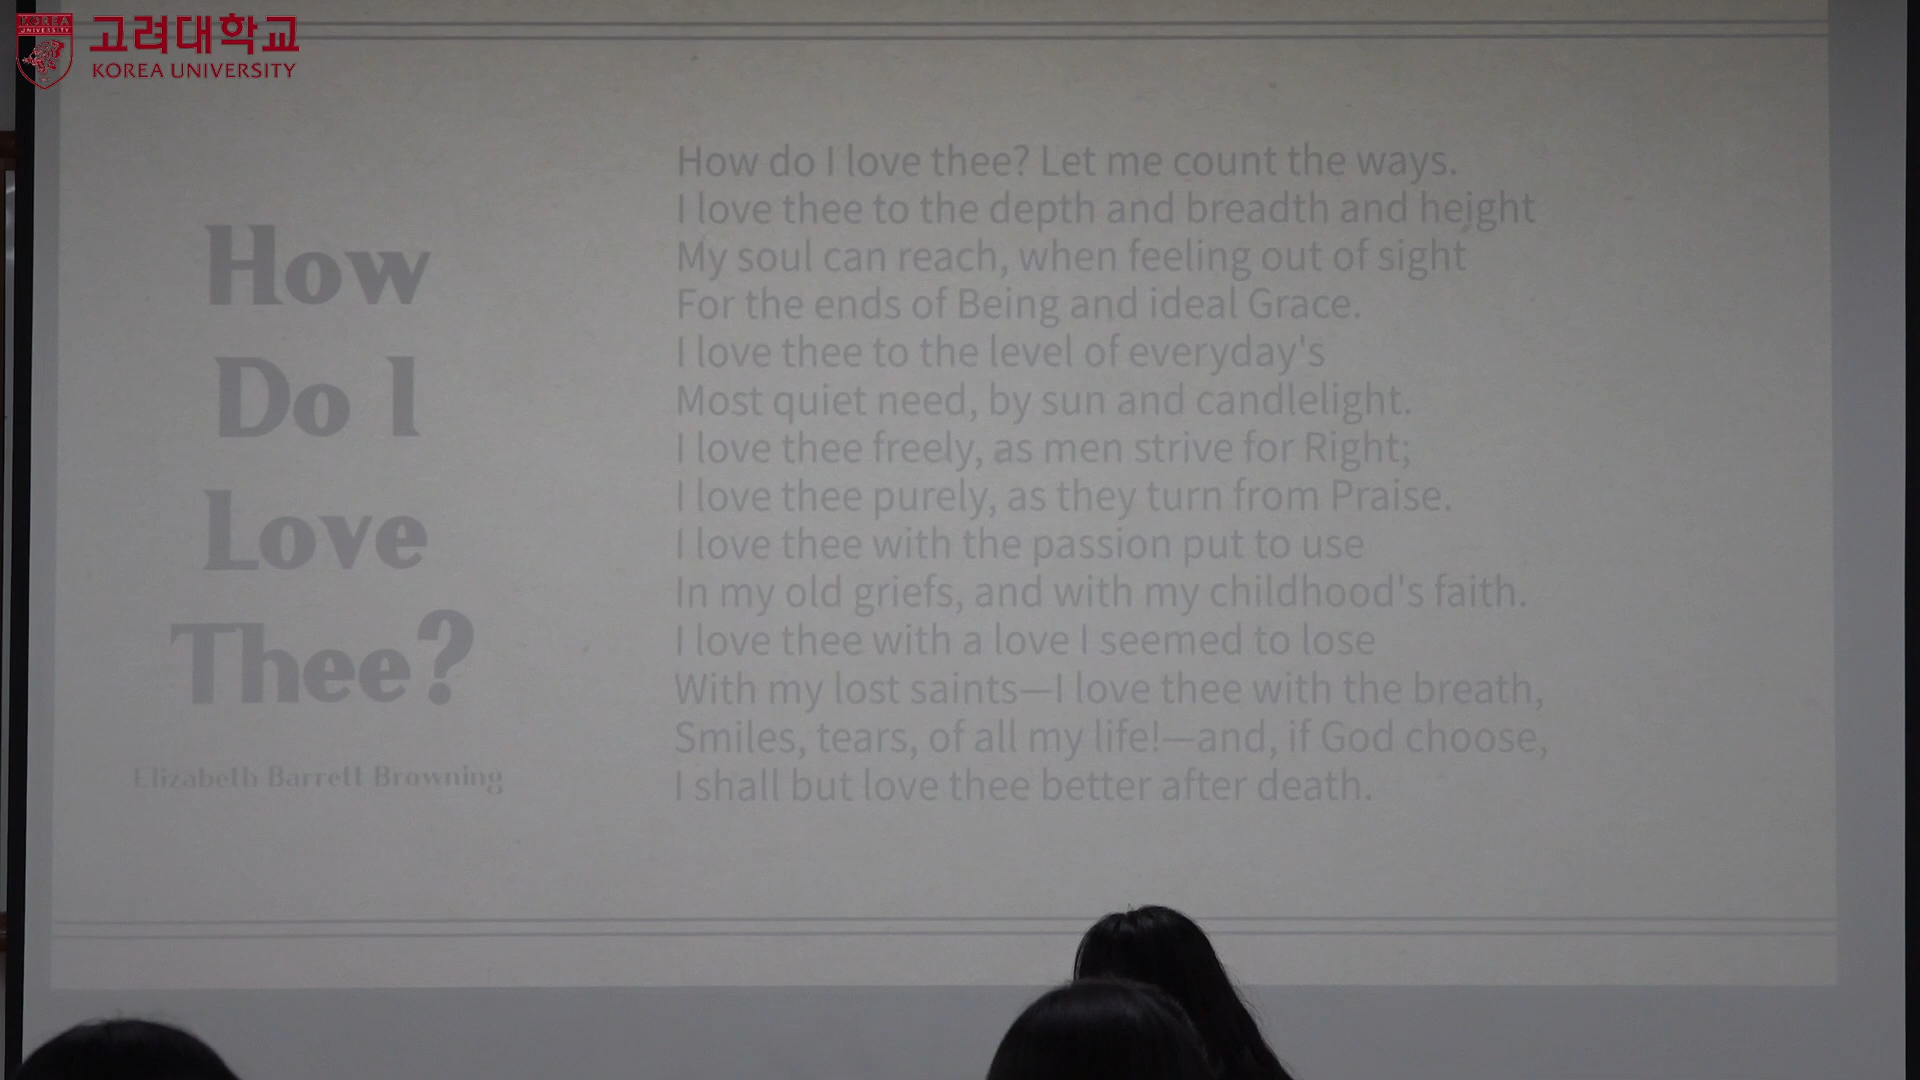 KOREA
UNIVERSITY
고려대학교
KOREA UNIVERSITY
How
Do I
Love
Thee?
Elizabeth Barrett Browning
How do I love thee? Let me count the ways.
I love thee to the depth and breadth and height
My soul can reach, when feeling out of sight
For the ends of Being and ideal Grace.
I love thee to the level of everyday's
Most quiet need, by sun and candlelight.
I love thee freely, as men strive for Right;
I love thee purely, as they turn from Praise.
I love thee with the passion put to use
In my old griefs, and with my childhood's faith.
I love thee with a love I seemed to lose
With my lost saints—I love thee with the breath,
Smiles, tears, of all my life!—and, if God choose,
I shall but love thee better after death.